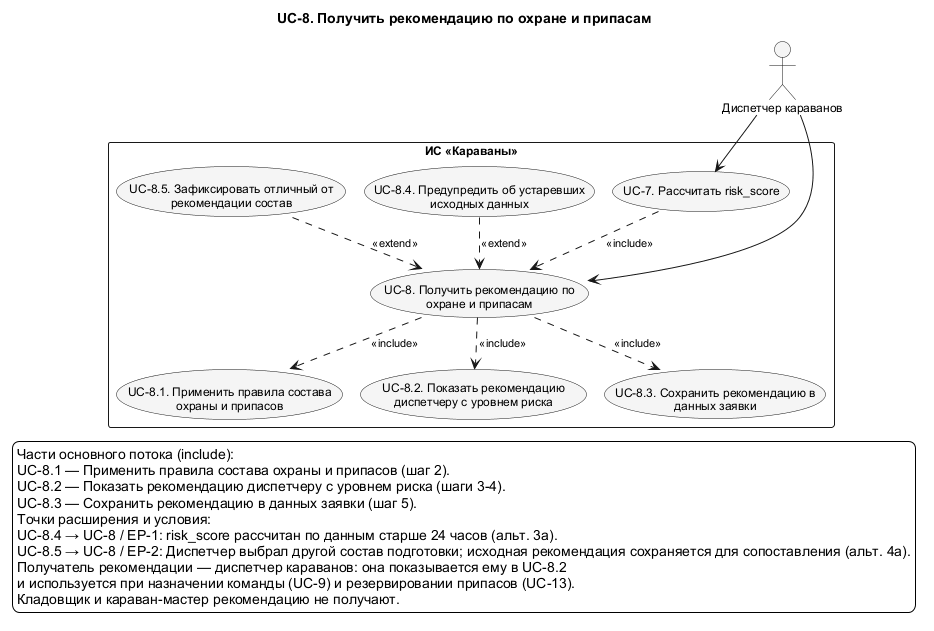 UC-8. Получить рекомендацию по охране и припасам
Диспетчер караванов
ИС «Караваны»
UC-8.5. Зафиксировать отличный от
рекомендации состав
UC-8.4. Предупредить об устаревших
исходных данных
UC-7. Рассчитать risk_score
«extend»
«extend»
«include»
UC-8. Получить рекомендацию по
охране и припасам
«include»
«include»
«include»
UC-8.1. Применить правила состава
охраны и припасов
UC-8.2. Показать рекомендацию
диспетчеру с уровнем риска
UC-8.3. Сохранить рекомендацию в
данных заявки
Части основного потока (include):
UC-8.1 — Применить правила состава охраны и припасов (шаг 2).
UC-8.2 — Показать рекомендацию диспетчеру с уровнем риска (шаги 3-4).
UC-8.3 — Сохранить рекомендацию в данных заявки (шаг 5).
Точки расширения и условия:
UC-8.4 → UC-8 / EP-1: risk_score рассчитан по данным старше 24 часов (альт. 3а).
UC-8.5 → UC-8 / EP-2: Диспетчер выбрал другой состав подготовки; исходная рекомендация сохраняется для сопоставления (альт. 4а).
Получатель рекомендации — диспетчер караванов: она показывается ему в UC-8.2
и используется при назначении команды (UC-9) и резервировании припасов (UC-13).
Кладовщик и караван-мастер рекомендацию не получают.